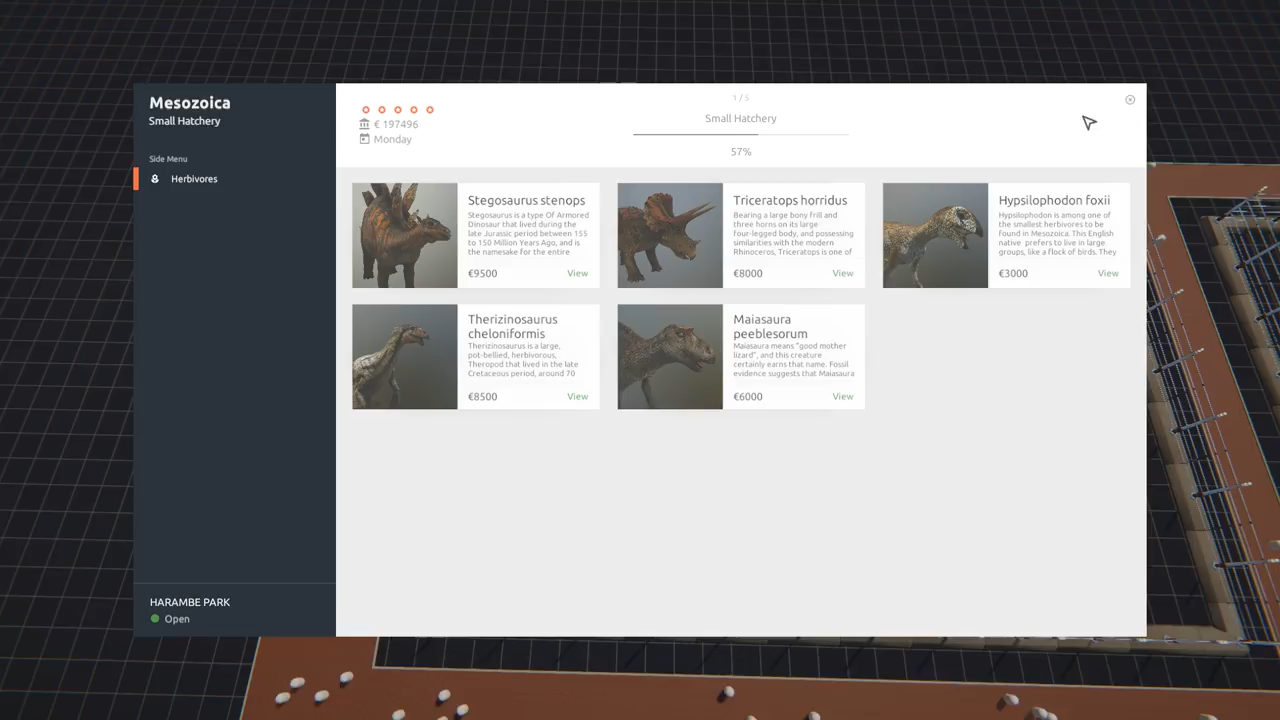 Mesozoica
Small Hatchery
Side Menu
Herbivores
HARAMBE PARK
Open
€ 197496
Monday
1 / 5
Small Hatchery
57%
Stegosaurus stenops
Stegosaurus is a type Of Armored
Dinosaur that lived during the
late Jurassic period between 155
to 150 Million Years Ago, and is
the namesake for the entire
€9500
View
Triceratops horridus
Bearing a large bony frill and
three horns on its large
four-legged body, and possessing
similarities with the modern
Rhinoceros, Triceratops is one of
€8000
View
Hypsilophodon foxii
Hypsilophodon is among one of
the smallest herbivores to be
found in Mesozoica. This English
native prefers to live in large
groups, like a flock of birds. They
€3000
View
Therizinosaurus
cheloniformis
Therizinosaurus is a large,
pot-bellied, herbivorous,
Theropod that lived in the late
Cretaceous period, around 70
€8500
View
Maiasaura
peeblesorum
Maiasaura means "good mother
lizard", and this creature
certainly earns that name. Fossil
evidence suggests that Maiasaura
€6000
View